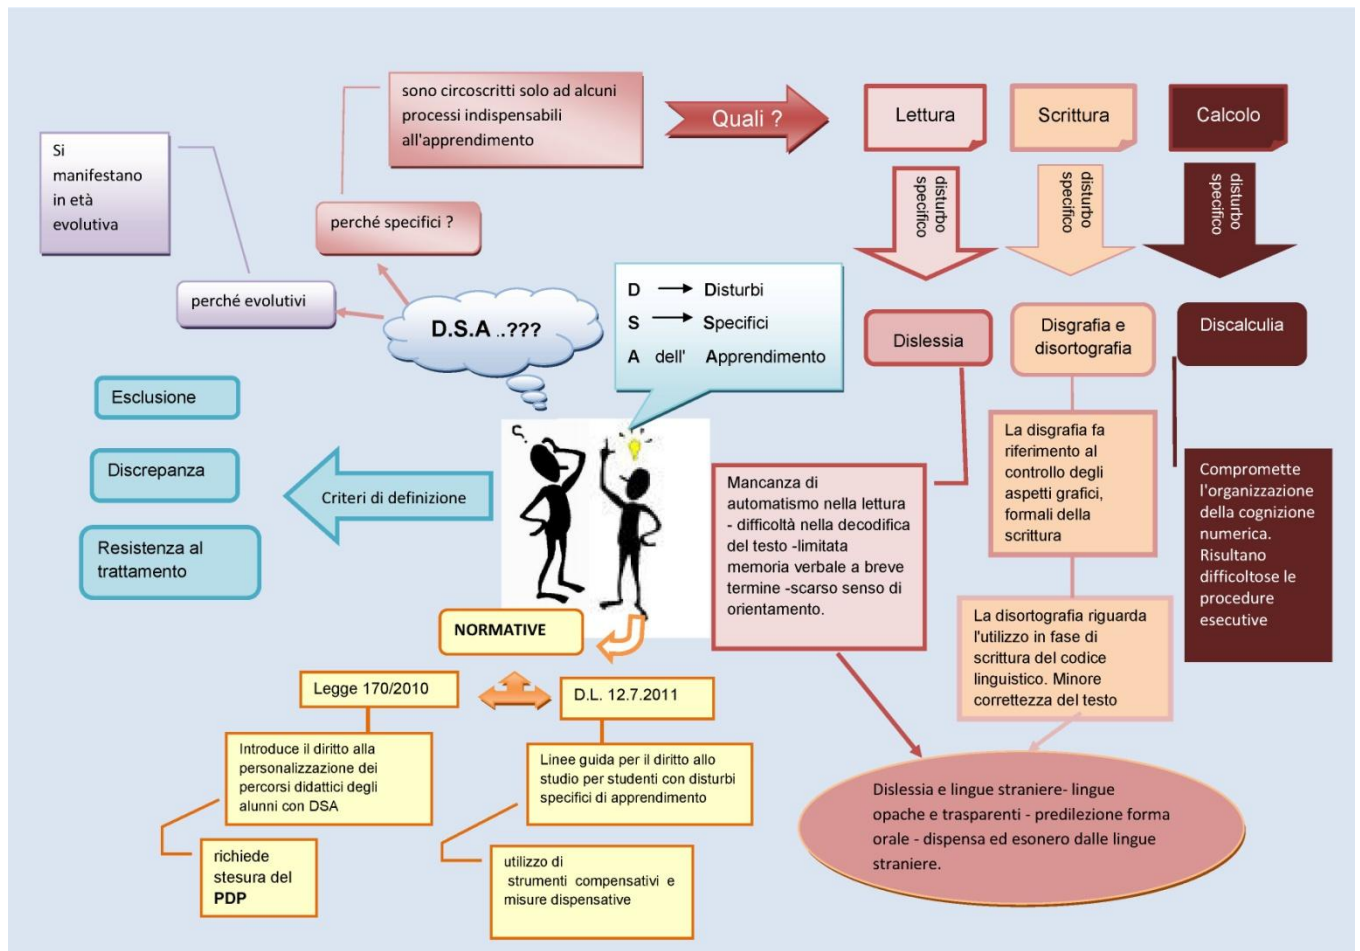 sono circoscritti solo ad alcuni
processi indispensabili
all'apprendimento
Quali ?
Lettura
Scrittura
Calcolo
Si
manifestano
in età
evolutiva
perché specifici ?
disturbo
specifico
disturbo
specifico
disturbo
specifico
perché evolutivi
D.S.A ..???
D Disturbi
S Specifici
A dell' Apprendimento
Dislessia
Disgrafia e
disortografia
Discalculia
Esclusione
Discrepanza
Resistenza al
trattamento
Criteri di definizione
Mancanza di
automatismo nella lettura
- difficoltà nella decodifica
del testo -limitata
memoria verbale a breve
termine -scarso senso di
orientamento.
La disgrafia fa
riferimento al
controllo degli
aspetti grafici,
formali della
scrittura
Compromette
l'organizzazione
della cognizione
numerica.
Risultano
difficoltose le
procedure
esecutive
La disortografia riguarda
l'utilizzo in fase di
scrittura del codice
linguistico. Minore
correttezza del testo
NORMATIVE
Legge 170/2010
D.L. 12.7.2011
Introduce il diritto alla
personalizzazione dei
percorsi didattici degli
alunni con DSA
Linee guida per il diritto allo
studio per studenti con disturbi
specifici di apprendimento
richiede
stesura del
PDP
utilizzo di
strumenti compensativi e
misure dispensative
Dislessia e lingue straniere- lingue
opache e trasparenti - predilezione forma
orale - dispensa ed esonero dalle lingue
straniere.